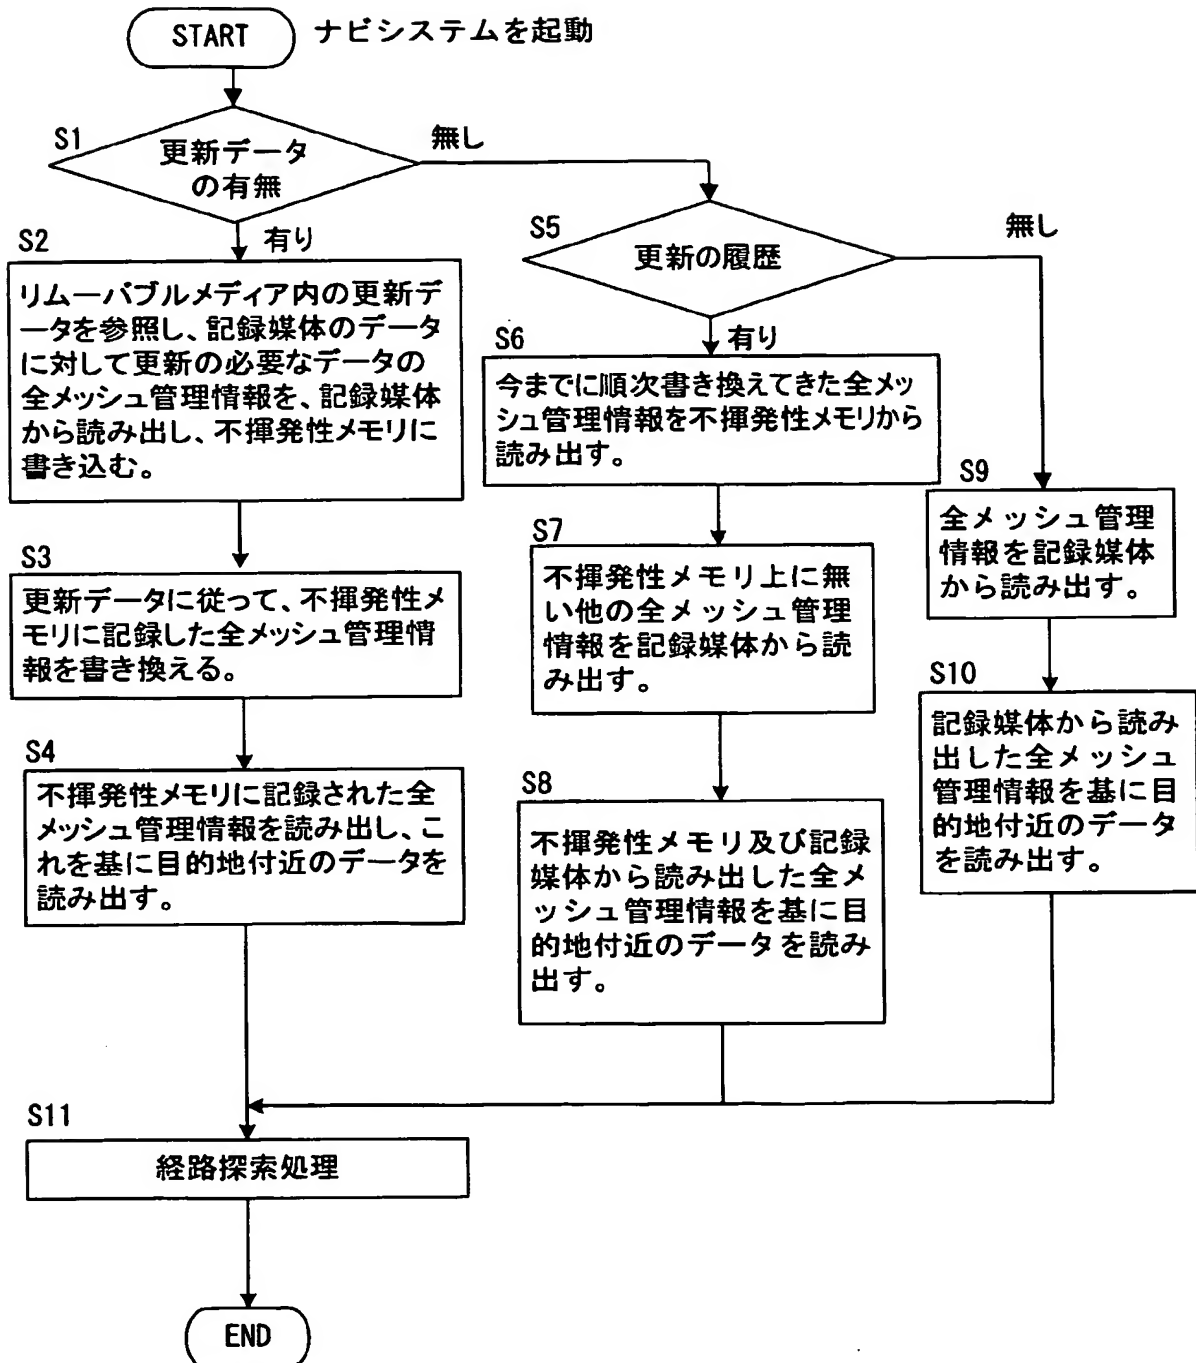 START
ナビシステムを起動
S1
更新データ
の有無
無し
有り
S2
リムーバブルメディア内の更新デ
ータを参照し、記録媒体のデータ
に対して更新の必要なデータの
全メッシュ管理情報を、記録媒体
から読み出し、不揮発性メモリに
書き込む。
S3
更新データに従って、不揮発性メ
モリに記録した全メッシュ管理情
報を書き換える。
S4
不揮発性メモリに記録された全
メッシュ管理情報を読み出し、こ
れを基に目的地付近のデータを
読み出す。
S5
更新の履歴
無し
有り
S6
今までに順次書き換えてきた全メッ
シュ管理情報を不揮発性メモリから
読み出す。
S7
不揮発性メモリ上に無
い他の全メッシュ管理
情報を記録媒体から読
み出す。
S8
不揮発性メモリ及び記録
媒体から読み出した全メ
ッシュ管理情報を基に目
的地付近のデータを読み
出す。
S9
全メッシュ管理
情報を記録媒体
から読み出す。
S10
記録媒体から読み
出した全メッシュ
管理情報を基に目
的地付近のデータ
を読み出す。
S11
経路探索処理
END